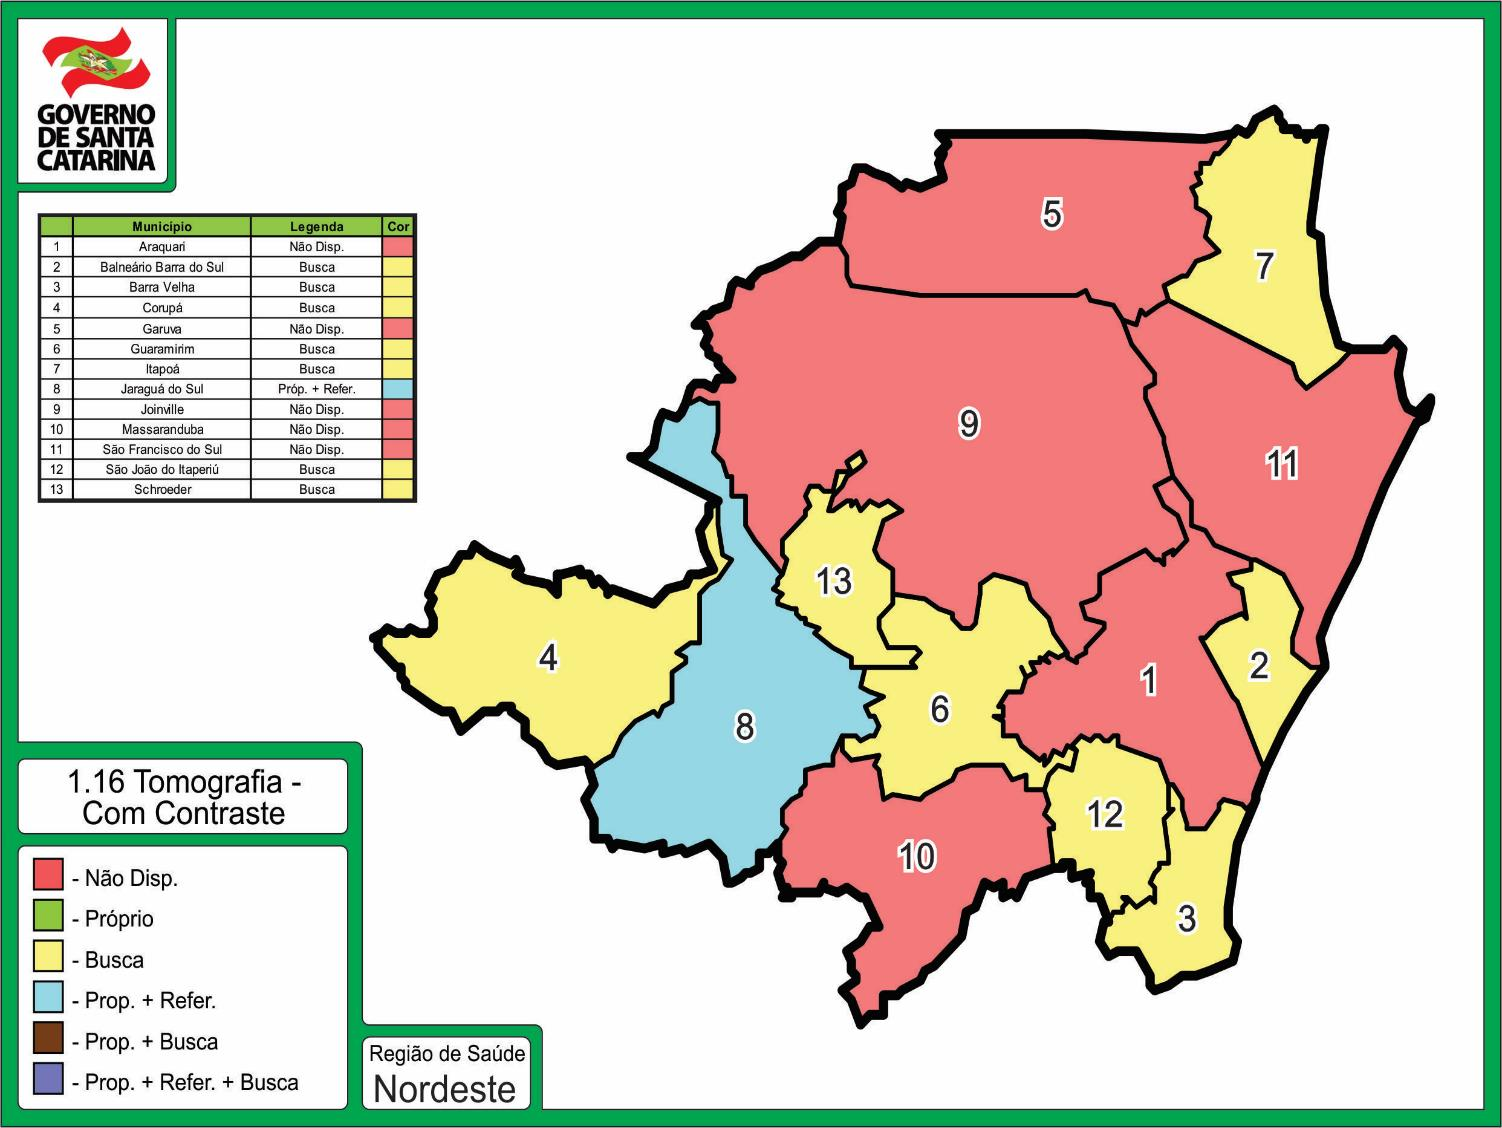 GOVERNO
DE SANTA
CATARINA
Município Legenda Cor
1 Araquari Não Disp.
2 Balneário Barra do Sul Busca
3 Barra Velha Busca
4 Corupá Busca
5 Garuva Não Disp.
6 Guaramirim Busca
7 Itapoá Busca
8 Jaraguá do Sul Próp. + Refer.
9 Joinville Não Disp.
10 Massaranduba Não Disp.
11 São Francisco do Sul Não Disp.
12 São João do Itaperiú Busca
13 Schroeder Busca
5
7
9
11
13
4
2
1
6
8
12
10
3
1.16 Tomografia -
Com Contraste
- Não Disp.
- Próprio
- Busca
- Prop. + Refer.
- Prop. + Busca
- Prop. + Refer. + Busca
Região de Saúde
Nordeste